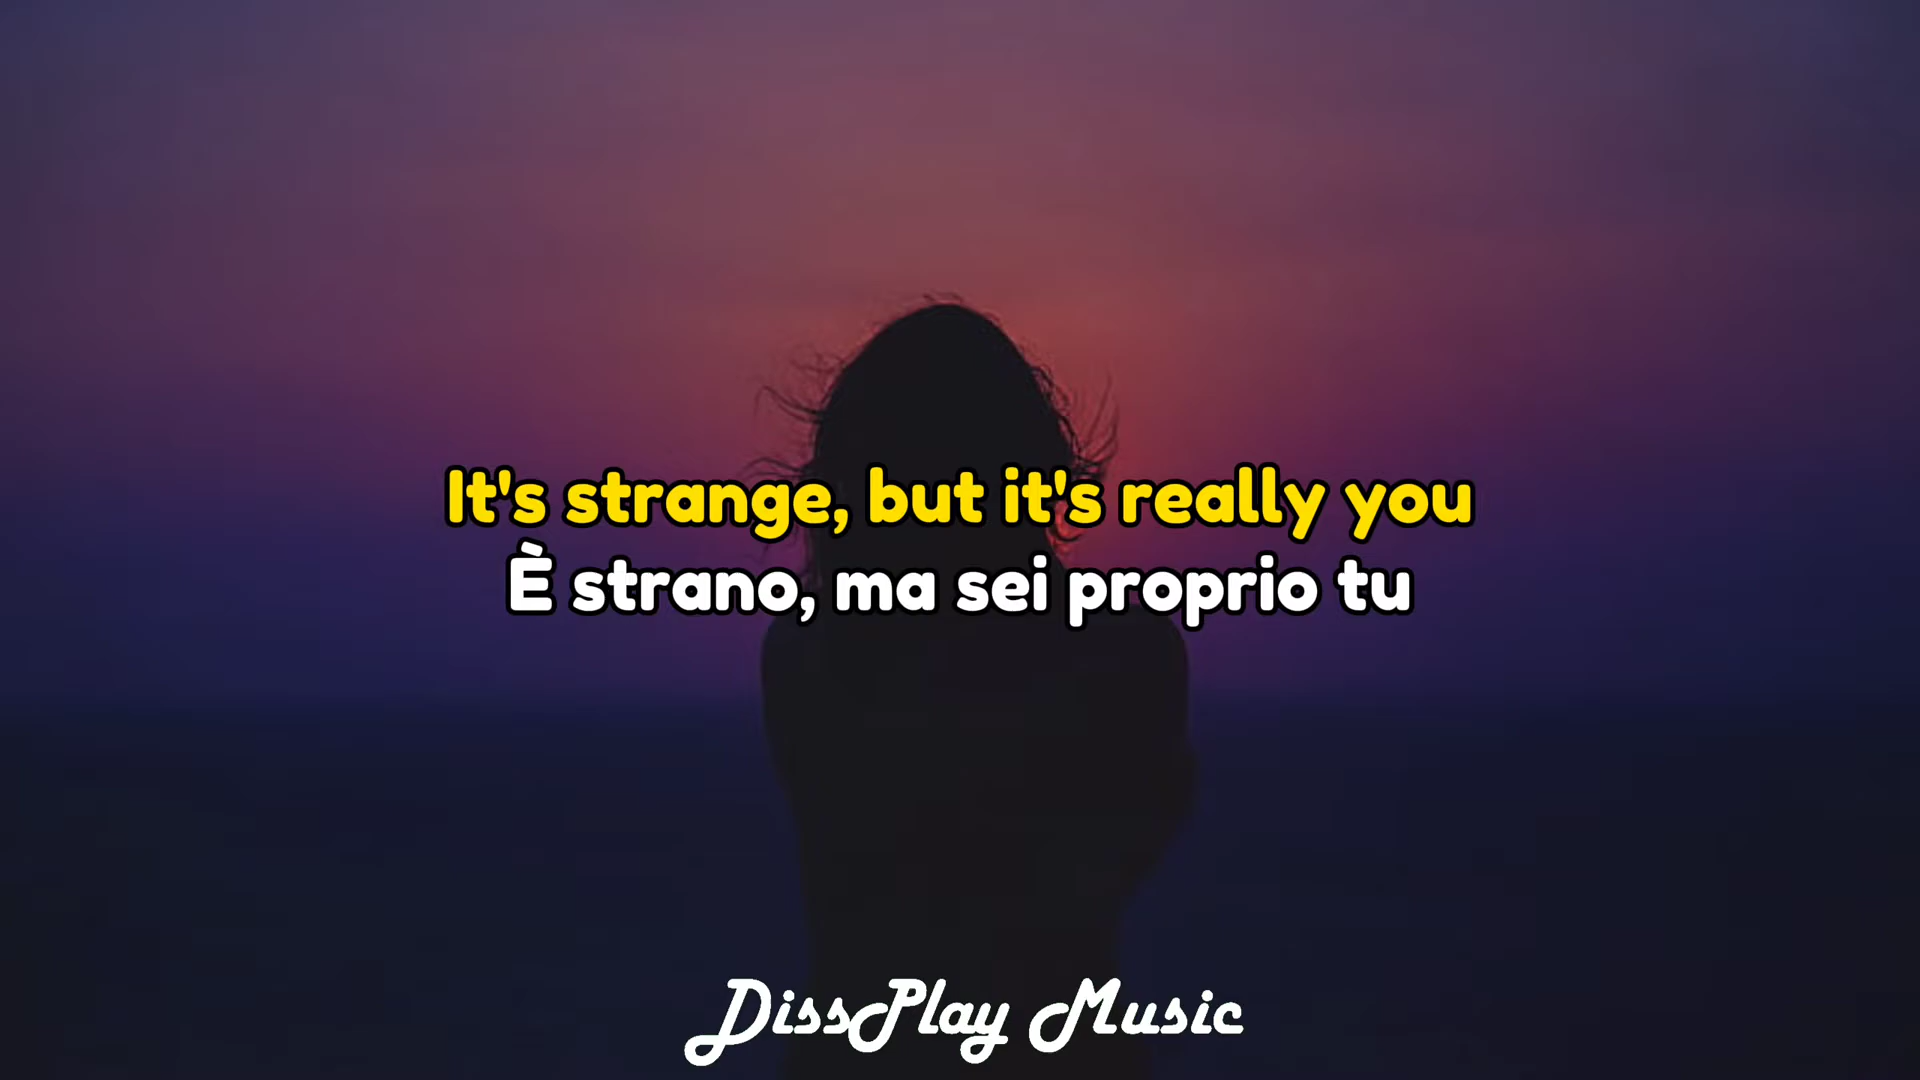 It's strange, but it's really you
È strano, ma sei proprio tu
DissPlay Music